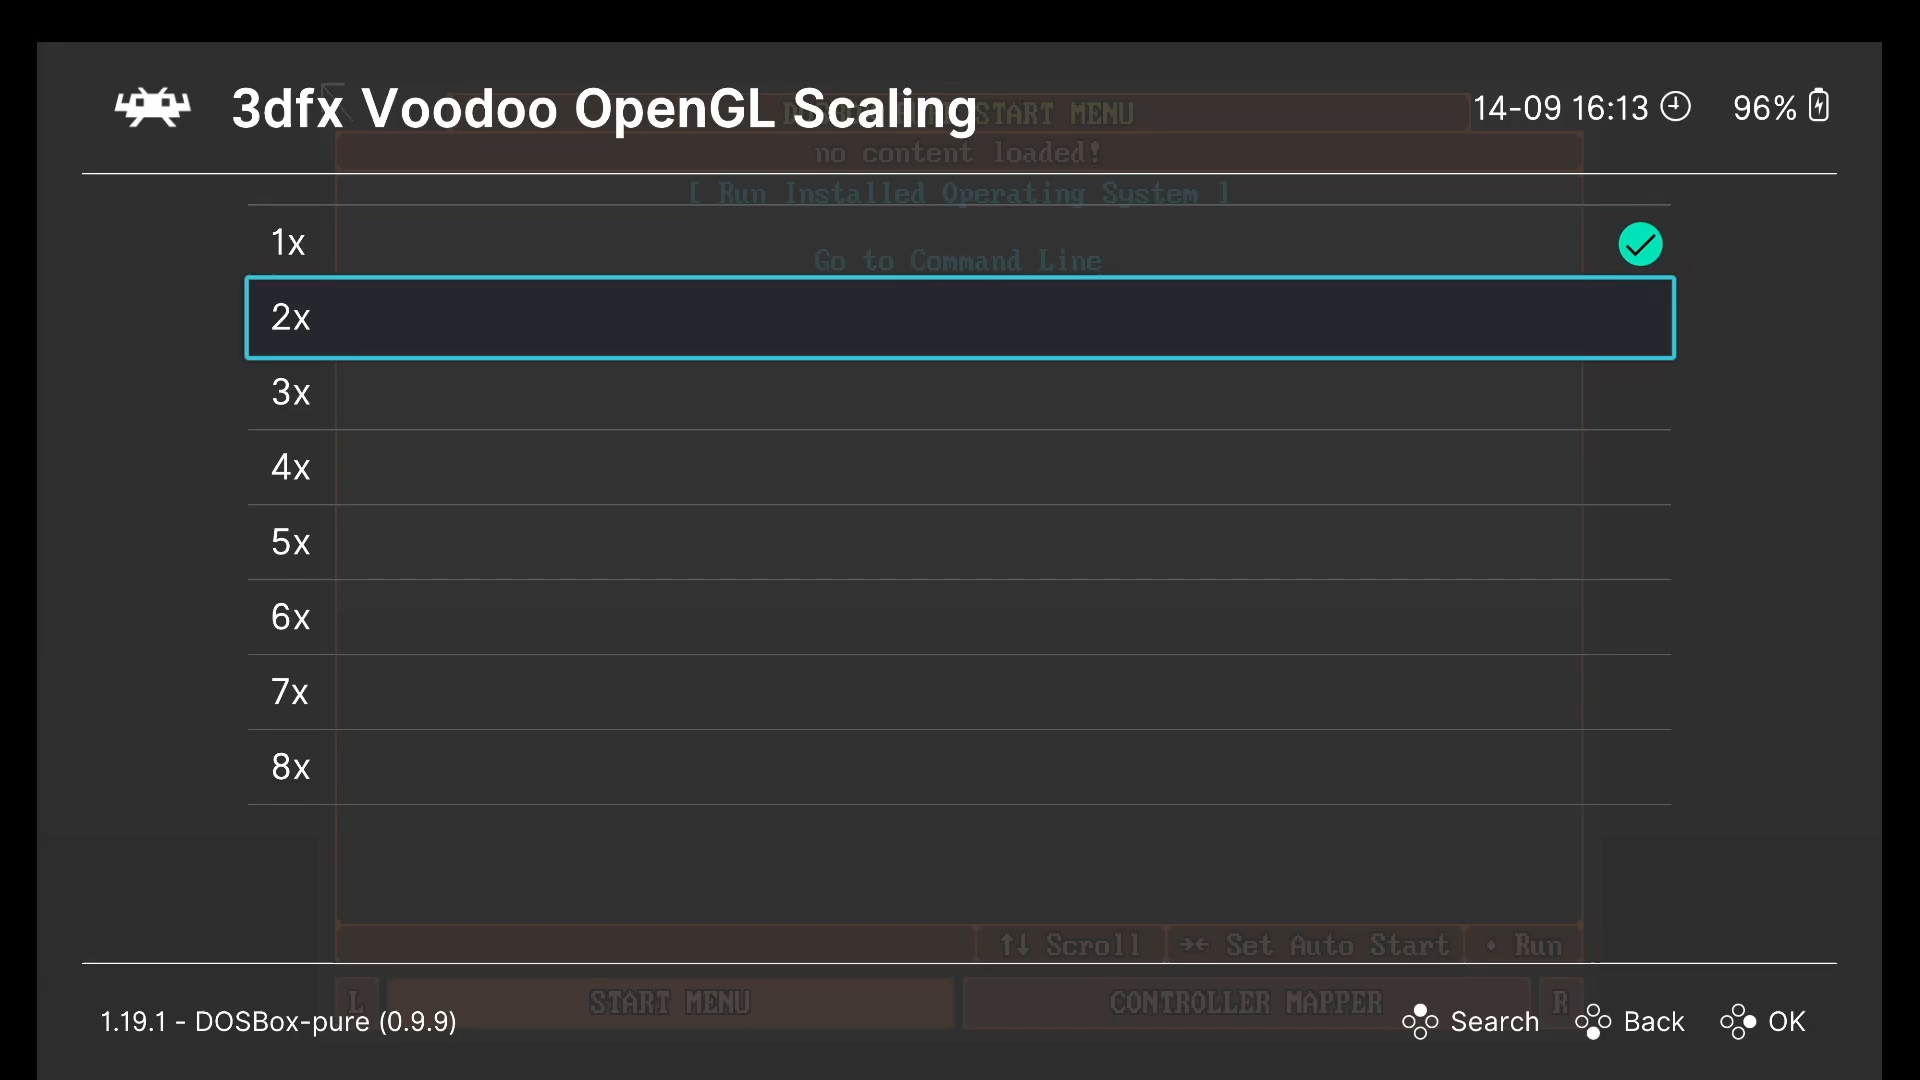 3dfx Voodoo OpenGL Scaling
14-09 16:13
96%
START MENU
no content loaded!
[ Run Installed Operating System ]
1x
Go to Command Line
2x
3x
4x
5x
6x
7x
8x
↑↓ Scroll
→← Set Auto Start
• Run
L
START MENU
CONTROLLER MAPPER
R
1.19.1 - DOSBox-pure (0.9.9)
Search
Back
OK